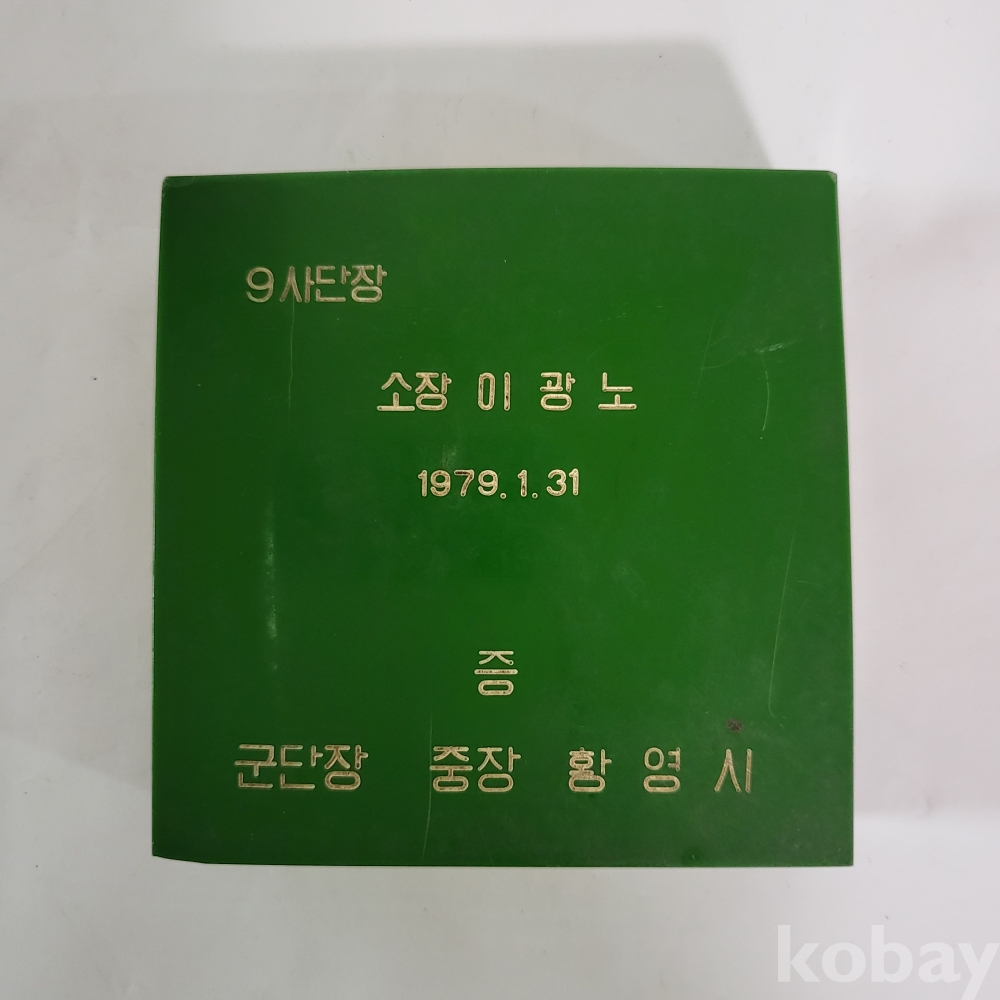 9사단장
소장 이 광 노
1979.1.31
증
군단장 중장 황 영 시
kobay